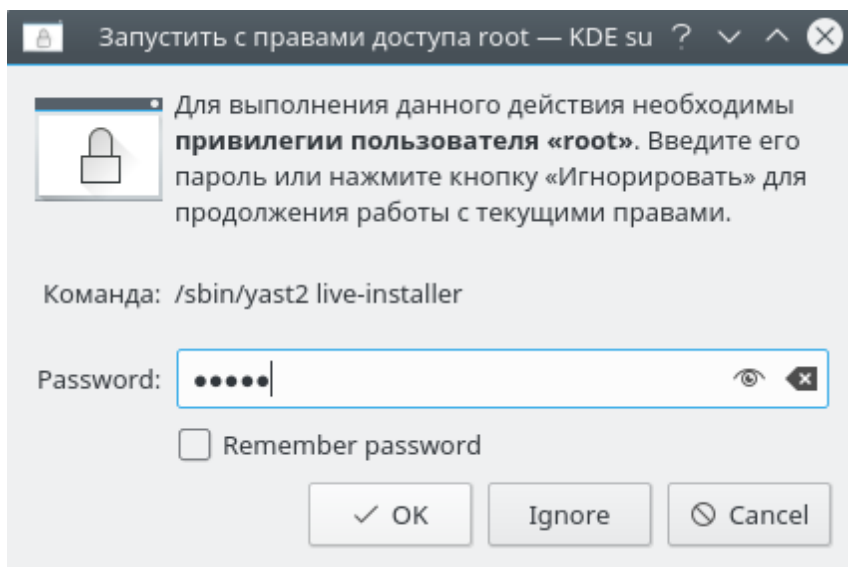 Запустить с правами доступа root — KDE su
Для выполнения данного действия необходимы
привилегии пользователя «root». Введите его
пароль или нажмите кнопку «Игнорировать» для
продолжения работы с текущими правами.
Команда: /sbin/yast2 live-installer
Password: •••••
Remember password
OK Ignore Cancel